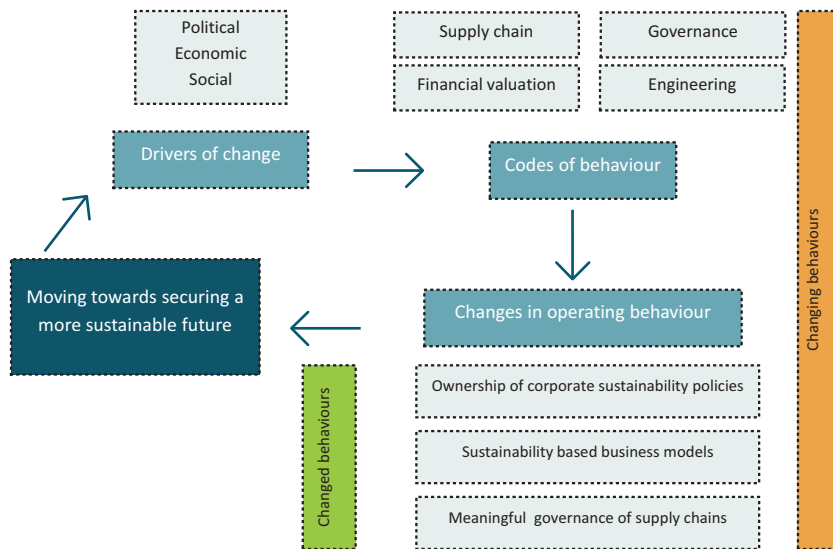 Political
Economic
Social
Supply chain
Governance
Financial valuation
Engineering
Drivers of change
Codes of behaviour
Moving towards securing a
more sustainable future
Changes in operating behaviour
Changing behaviours
Changed behaviours
Ownership of corporate sustainability policies
Sustainability based business models
Meaningful governance of supply chains